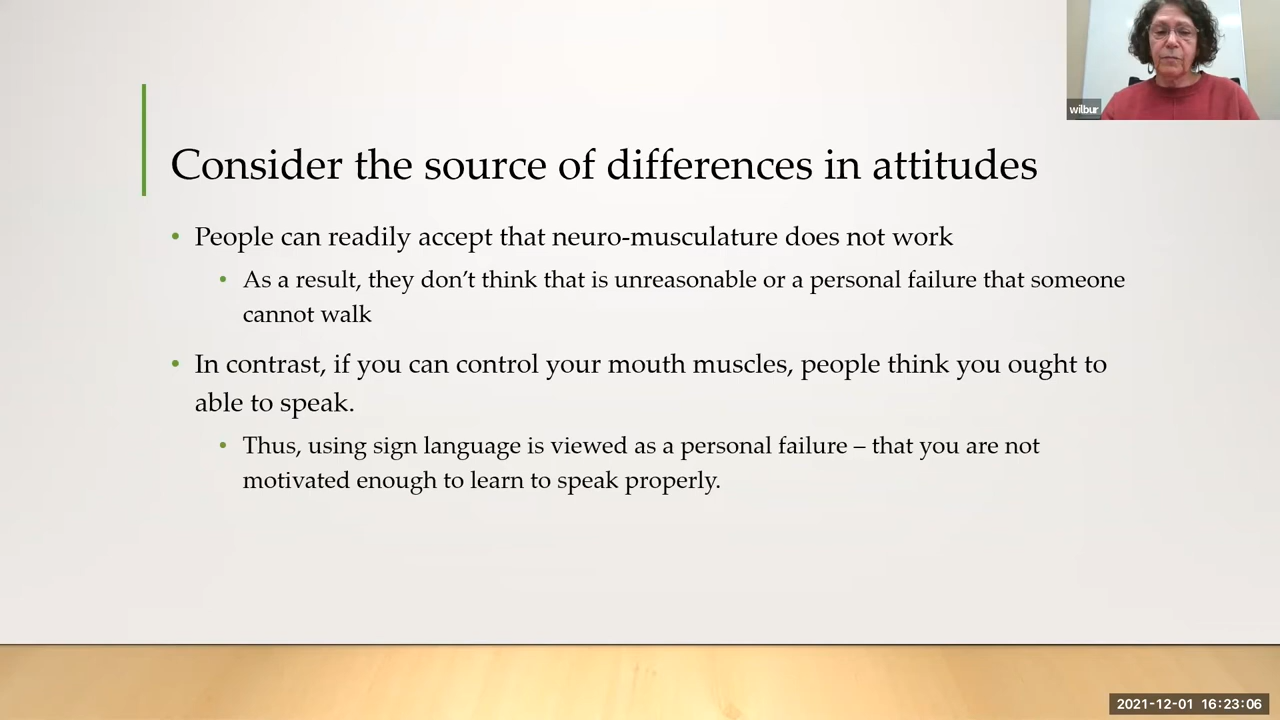 wilbur
Consider the source of differences in attitudes
• People can readily accept that neuro-musculature does not work
• As a result, they don’t think that is unreasonable or a personal failure that someone
cannot walk
• In contrast, if you can control your mouth muscles, people think you ought to
able to speak.
• Thus, using sign language is viewed as a personal failure – that you are not
motivated enough to learn to speak properly.
2021-12-01 16:23:06